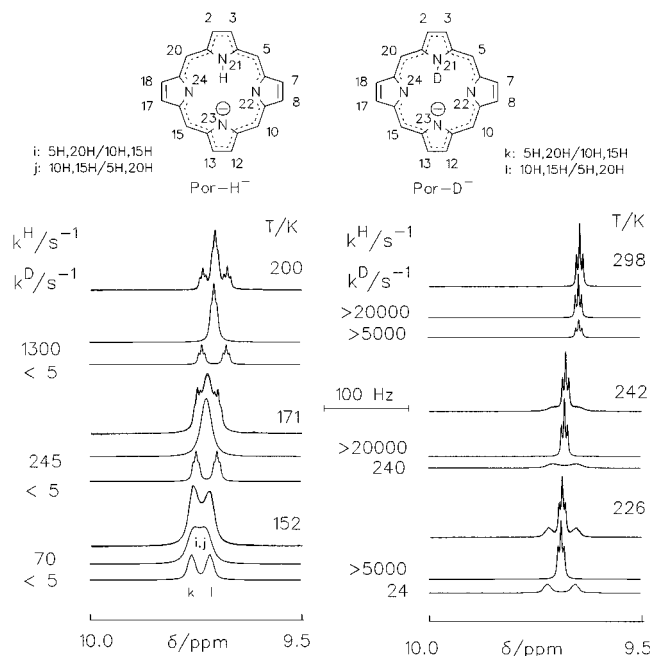 2 3
20 5
N 21
H
18 24 7
N N
17 22 8
23 N
⊖
15 10
13 12
Por-H⁻
i: 5H,20H/10H,15H
j: 10H,15H/5H,20H
2 3
20 5
N 21
D
18 24 7
N N
17 22 8
23 N
⊖
15 10
13 12
Por-D⁻
k: 5H,20H/10H,15H
l: 10H,15H/5H,20H
kᴴ/s⁻¹ T/K
kᴰ/s⁻¹ 200
1300
< 5
171
245
< 5
152
70 i,j
< 5
k l
10.0 δ/ppm 9.5
kᴴ/s⁻¹ T/K
kᴰ/s⁻¹ 298
>20000
>5000
100 Hz 242
>20000
240
226
>5000
24
10.0 δ/ppm 9.5